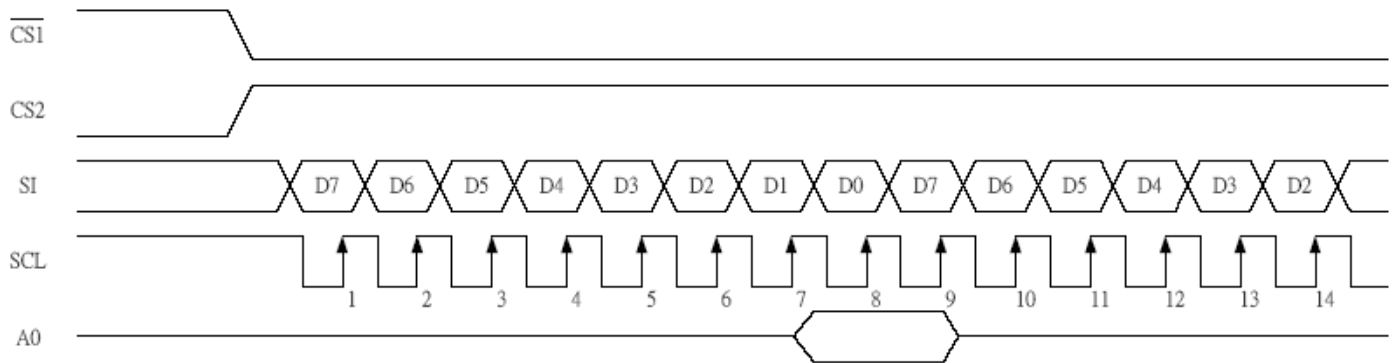 C̅S̅1̅
CS2
SI D7 D6 D5 D4 D3 D2 D1 D0 D7 D6 D5 D4 D3 D2
SCL
1 2 3 4 5 6 7 8 9 10 11 12 13 14
A0